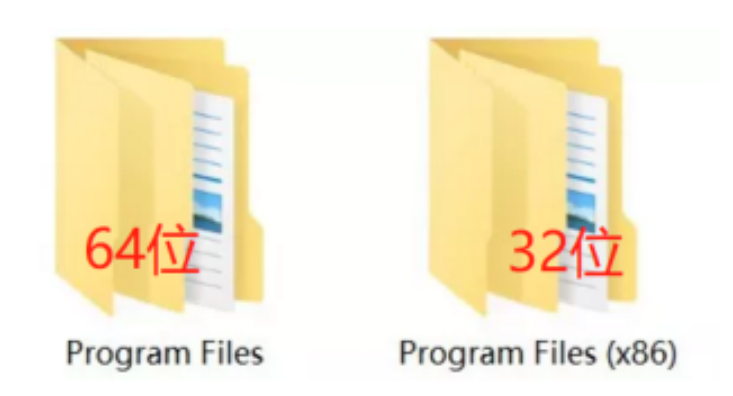 64位
32位
Program Files
Program Files (x86)